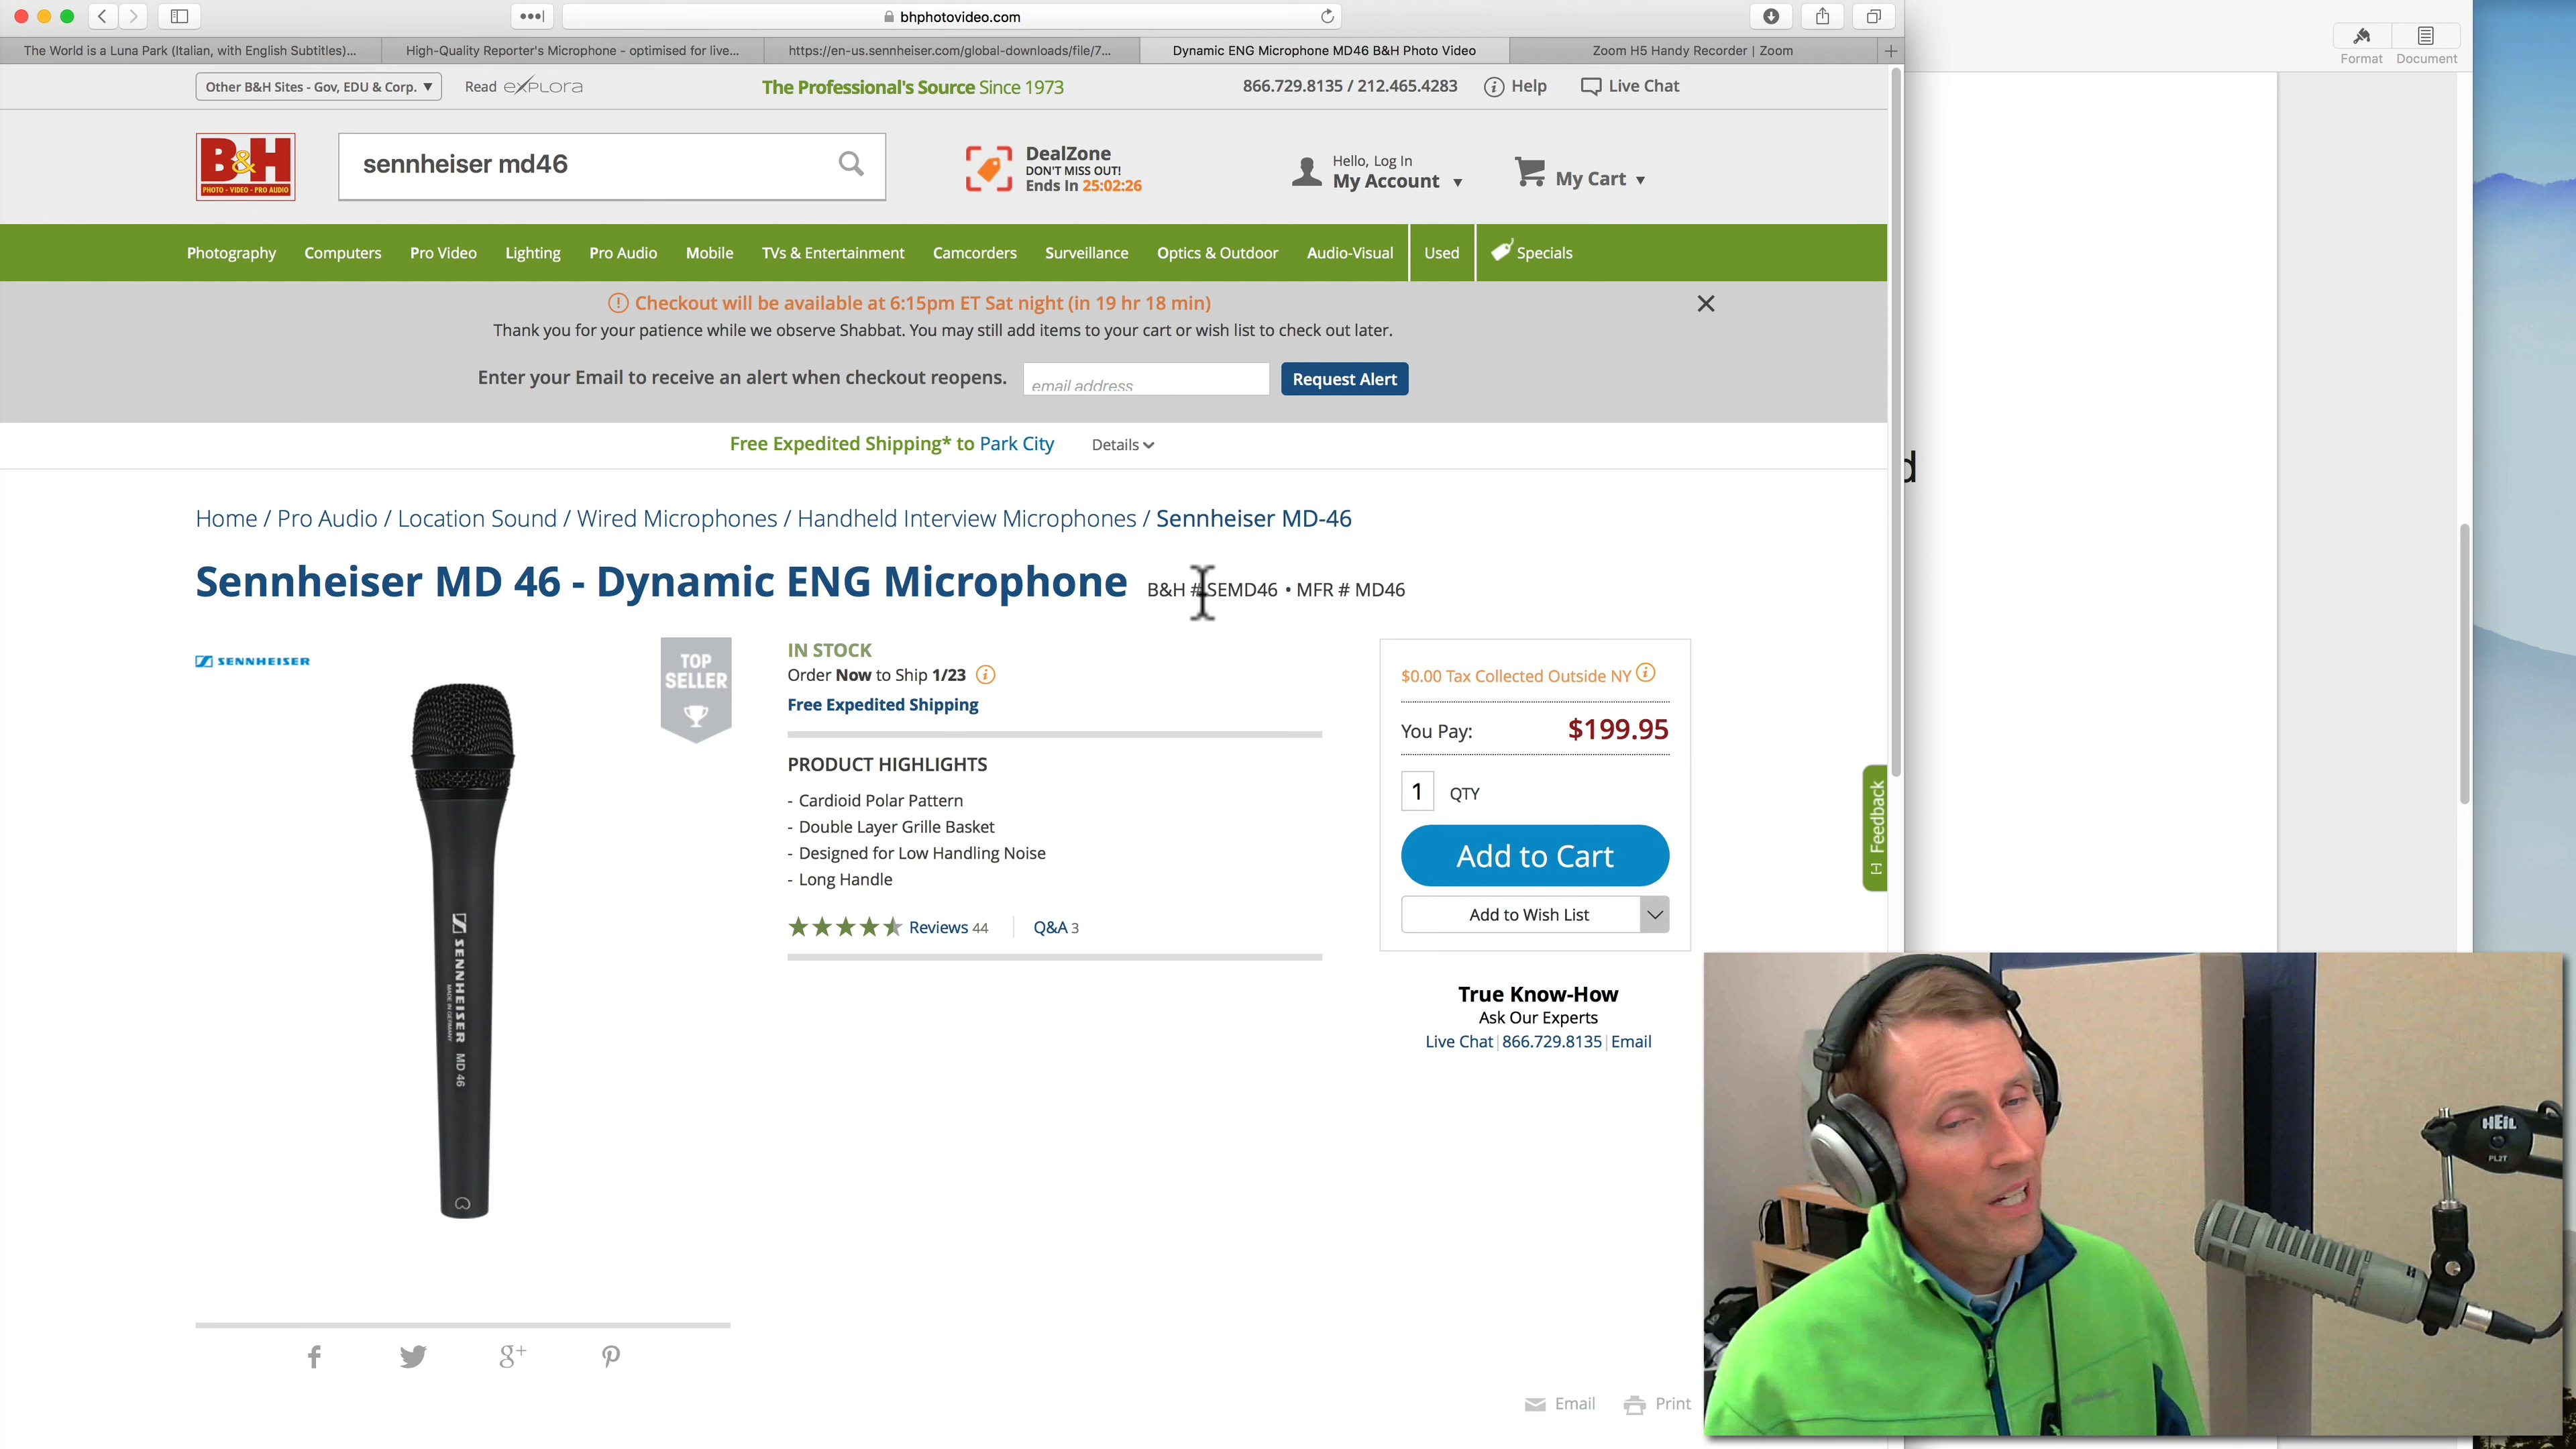 bhphotovideo.com
The World is a Luna Park (Italian, with English Subtitles)...
High-Quality Reporter's Microphone - optimised for live...
https://en-us.sennheiser.com/global-downloads/file/7...
Dynamic ENG Microphone MD46 B&H Photo Video
Zoom H5 Handy Recorder | Zoom
Format
Document
Other B&H Sites - Gov, EDU & Corp.
Read eXPLORA
The Professional's Source Since 1973
866.729.8135 / 212.465.4283
Help
Live Chat
B&H
PHOTO - VIDEO - PRO AUDIO
sennheiser md46
DealZone
DON'T MISS OUT!
Ends In 25:02:26
Hello, Log In
My Account
My Cart
Photography Computers Pro Video Lighting Pro Audio Mobile TVs & Entertainment Camcorders Surveillance Optics & Outdoor Audio-Visual Used Specials
Checkout will be available at 6:15pm ET Sat night (in 19 hr 18 min)
Thank you for your patience while we observe Shabbat. You may still add items to your cart or wish list to check out later.
Enter your Email to receive an alert when checkout reopens.
email address
Request Alert
Free Expedited Shipping* to Park City
Details
d
Home / Pro Audio / Location Sound / Wired Microphones / Handheld Interview Microphones / Sennheiser MD-46
Sennheiser MD 46 - Dynamic ENG Microphone
B&H # SEMD46 • MFR # MD46
SENNHEISER
TOP
SELLER
SENNHEISER MD 46
MADE IN GERMANY
IN STOCK
Order Now to Ship 1/23
Free Expedited Shipping
PRODUCT HIGHLIGHTS
- Cardioid Polar Pattern
- Double Layer Grille Basket
- Designed for Low Handling Noise
- Long Handle
Reviews 44
Q&A 3
$0.00 Tax Collected Outside NY
You Pay: $199.95
1 QTY
Add to Cart
Add to Wish List
[-] Feedback
True Know-How
Ask Our Experts
Live Chat | 866.729.8135 | Email
HEIL
PL2T
Email
Print